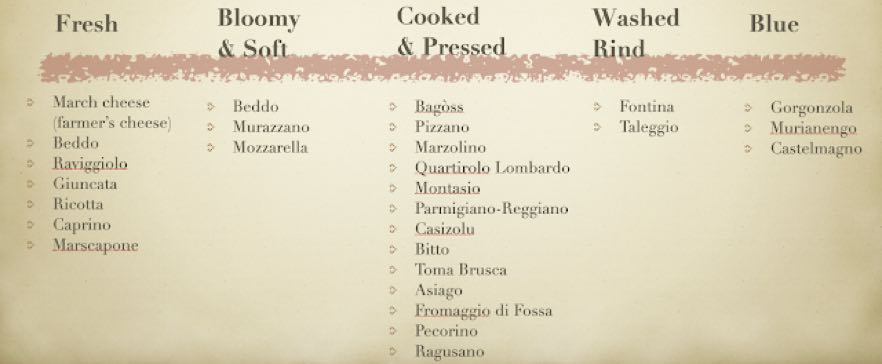 Fresh
March cheese
(farmer's cheese)
Beddo
Raviggiolo
Giuncata
Ricotta
Caprino
Marscapone
Bloomy
& Soft
Beddo
Murazzano
Mozzarella
Cooked
& Pressed
Bagòss
Pizzano
Marzolino
Quartirolo Lombardo
Montasio
Parmigiano-Reggiano
Casizolu
Bitto
Toma Brusca
Asiago
Fromaggio di Fossa
Pecorino
Ragusano
Washed
Rind
Fontina
Taleggio
Blue
Gorgonzola
Murianengo
Castelmagno